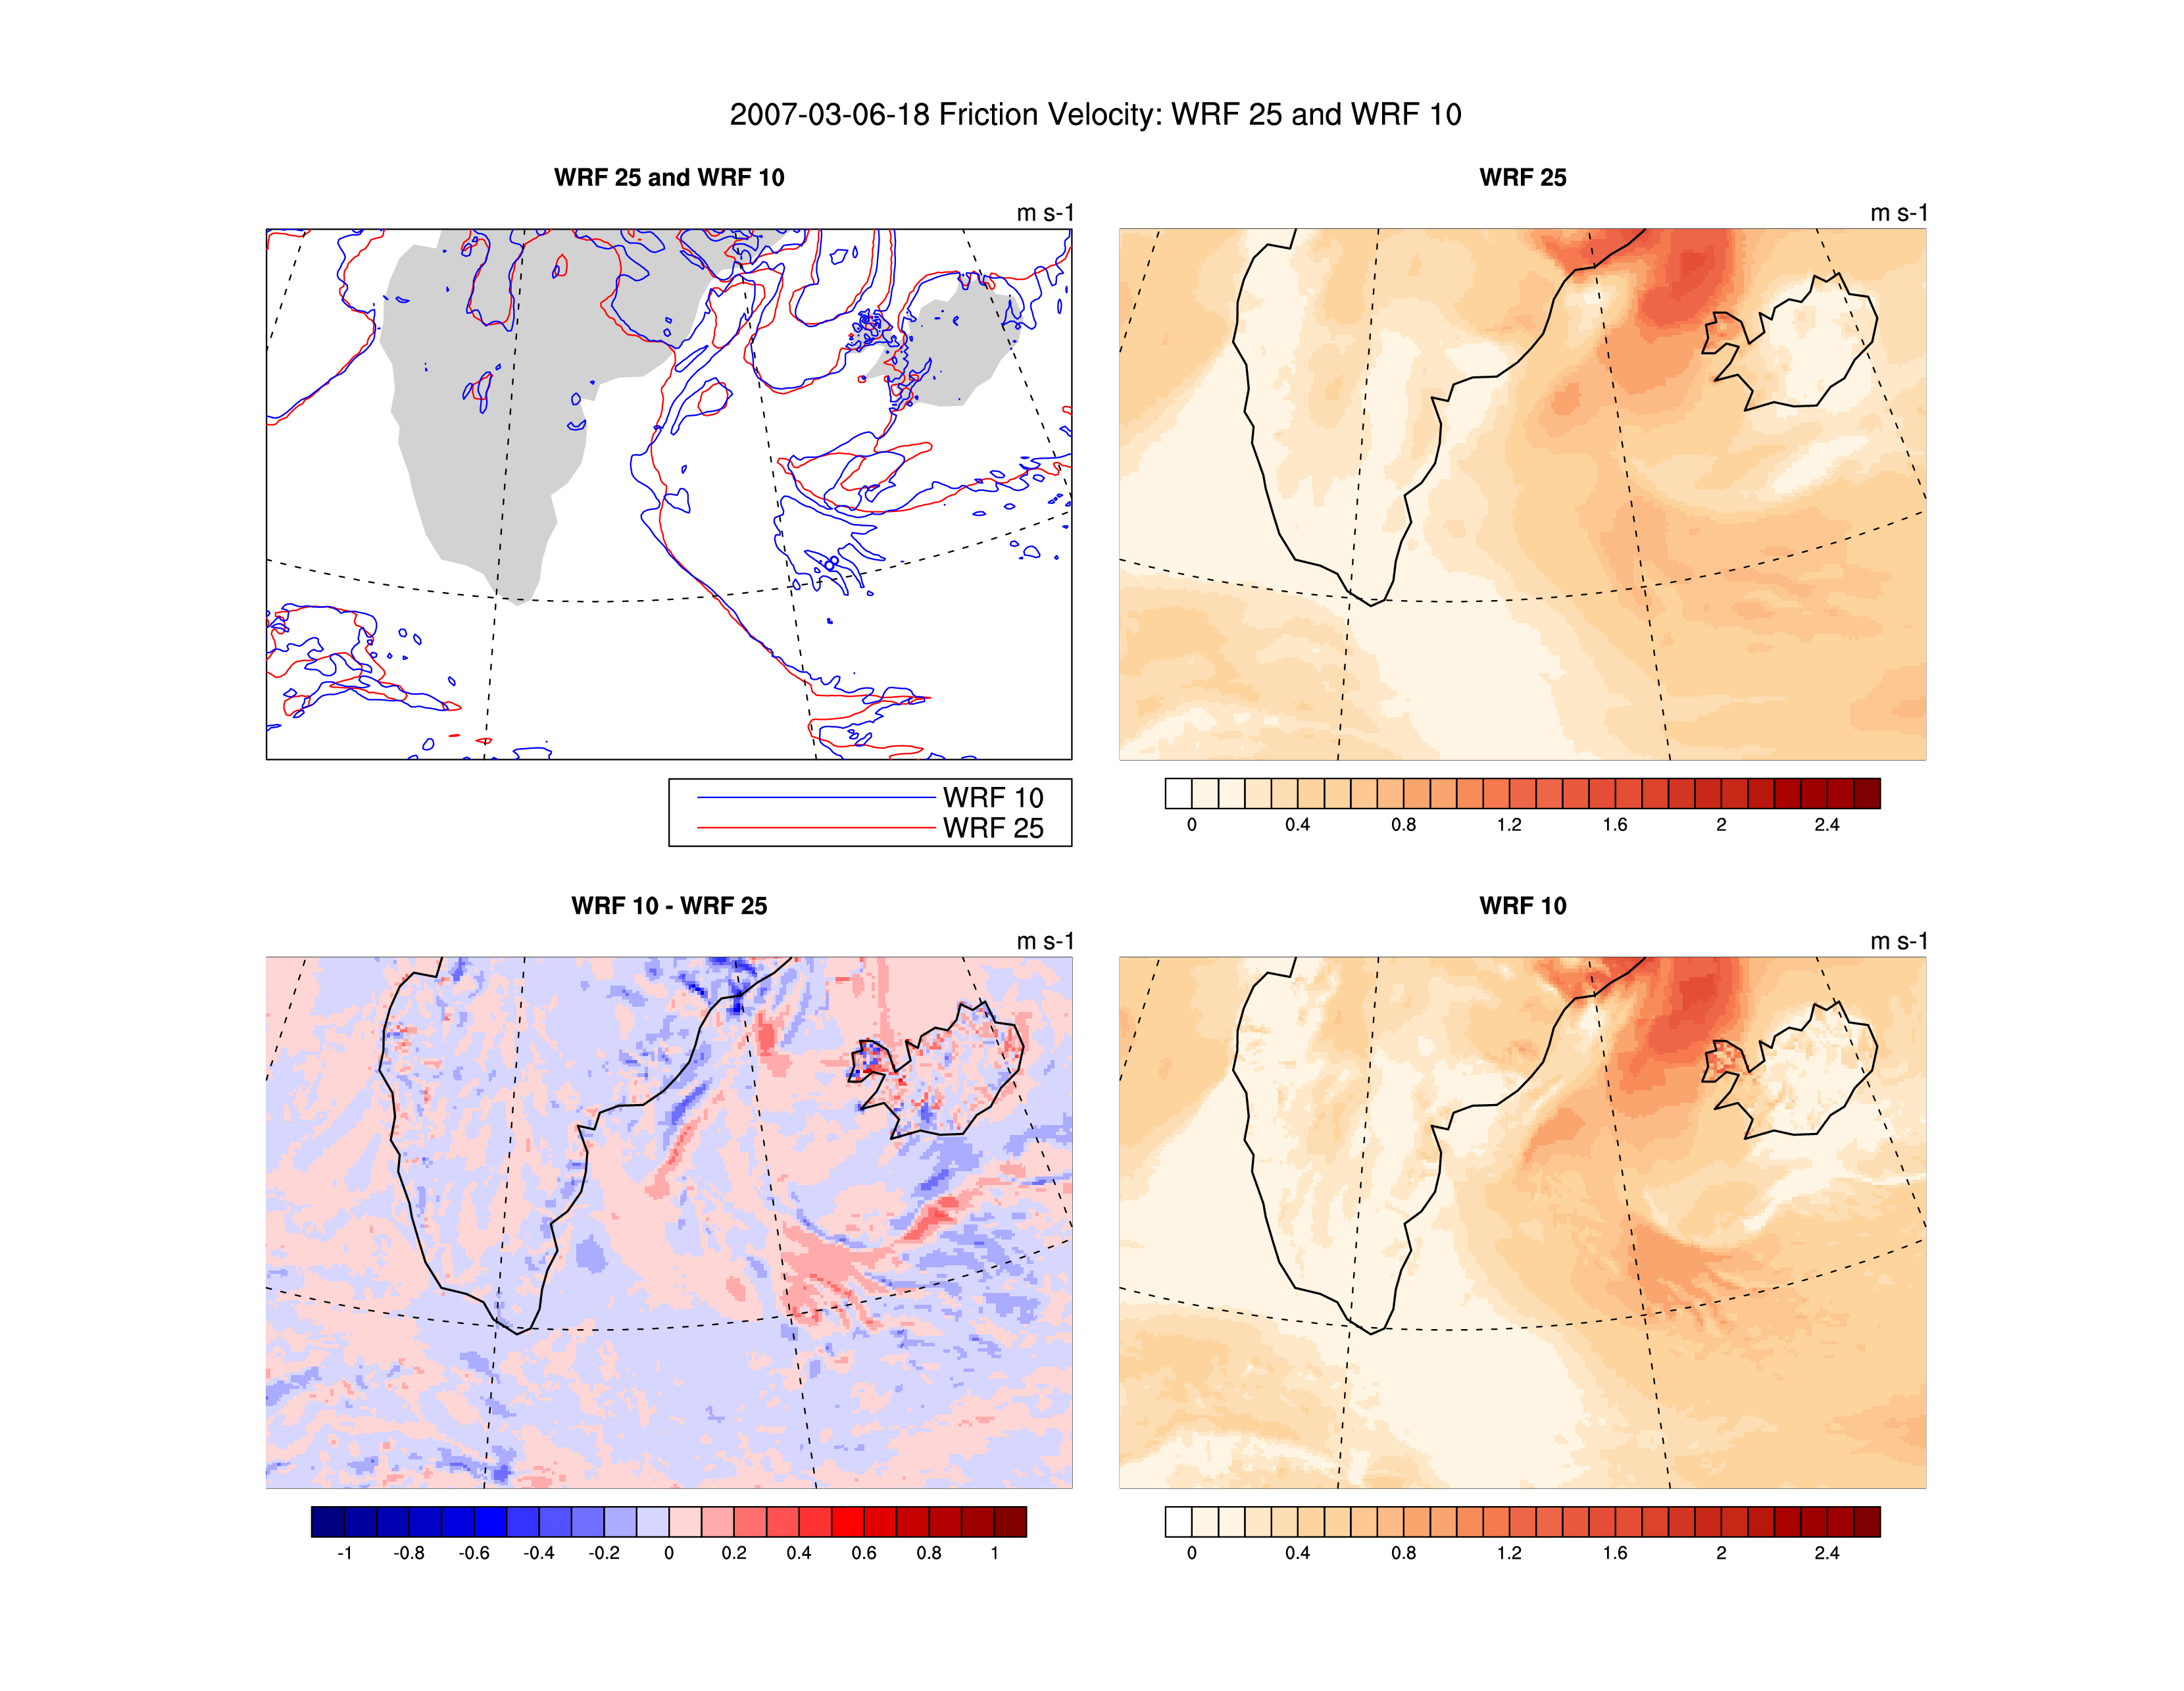 2007-03-06-18 Friction Velocity: WRF 25 and WRF 10
WRF 25 and WRF 10
m s-1
WRF 10
WRF 25
WRF 25
m s-1
0 0.4 0.8 1.2 1.6 2 2.4
WRF 10 - WRF 25
m s-1
-1 -0.8 -0.6 -0.4 -0.2 0 0.2 0.4 0.6 0.8 1
WRF 10
m s-1
0 0.4 0.8 1.2 1.6 2 2.4